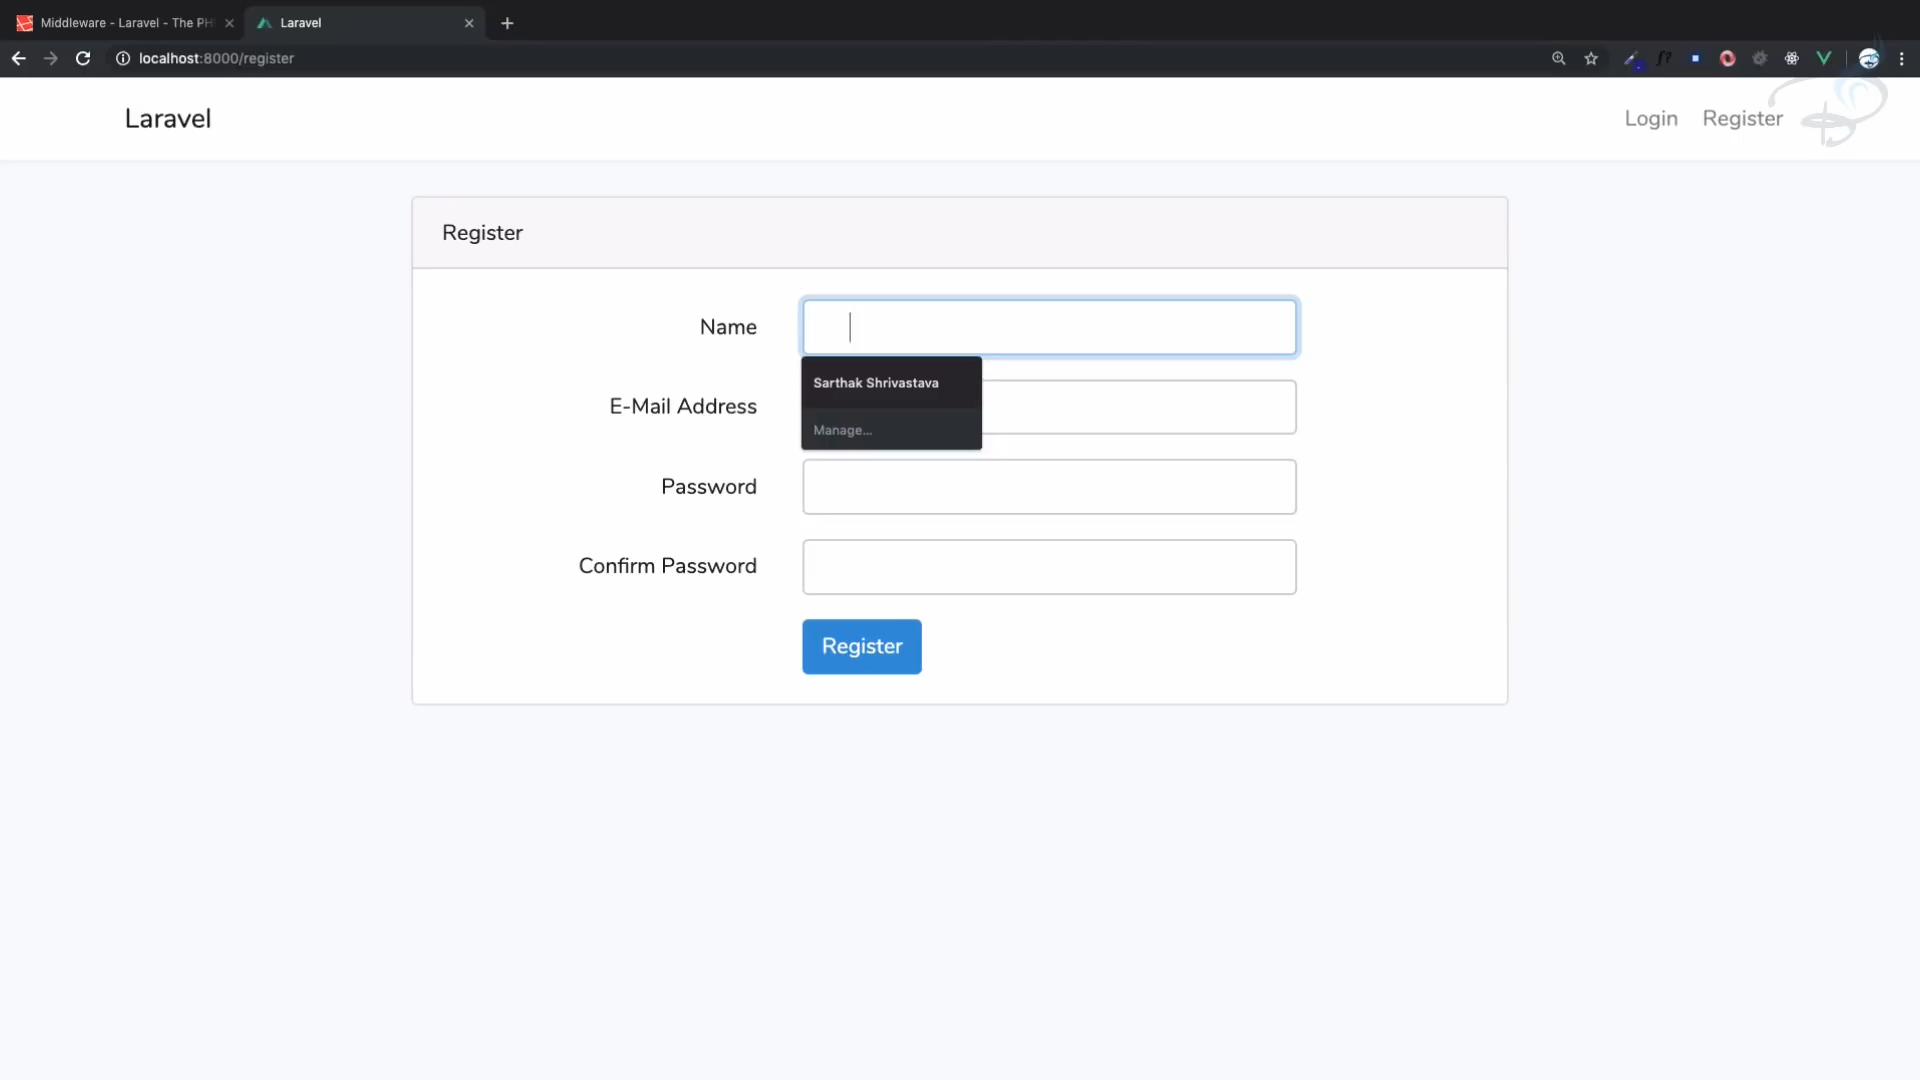 Middleware - Laravel - The PH
Laravel
localhost:8000/register
f?
Laravel
Login
Register
Register
Name
Sarthak Shrivastava
Manage...
E-Mail Address
Password
Confirm Password
Register